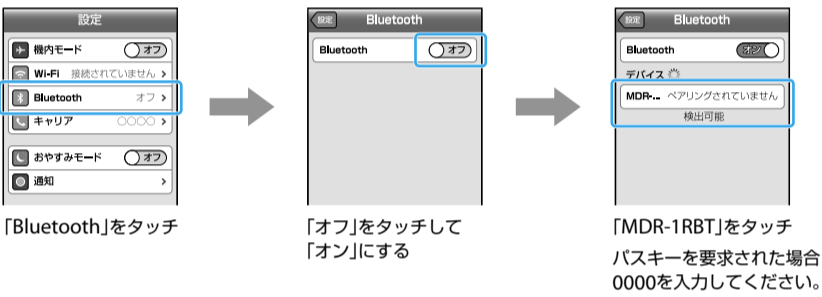 設定
機内モード オフ
Wi-Fi 接続されていません
Bluetooth オフ
キャリア ○○○○
おやすみモード オフ
通知
「Bluetooth」をタッチ
設定 Bluetooth
Bluetooth オフ
「オフ」をタッチして
「オン」にする
設定 Bluetooth
Bluetooth オン
デバイス
MDR-... ペアリングされていません
検出可能
「MDR-1RBT」をタッチ
パスキーを要求された場合
0000を入力してください。